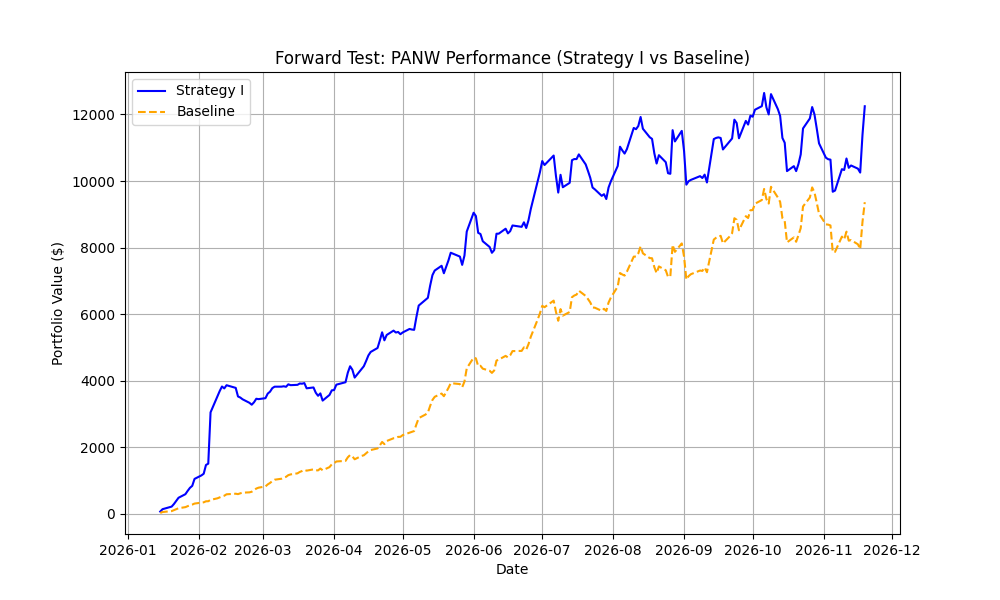 Forward Test: PANW Performance (Strategy I vs Baseline)
Strategy I
Baseline
12000
10000
8000
6000
4000
2000
0
Portfolio Value ($)
2026-01 2026-02 2026-03 2026-04 2026-05 2026-06 2026-07 2026-08 2026-09 2026-10 2026-11 2026-12
Date